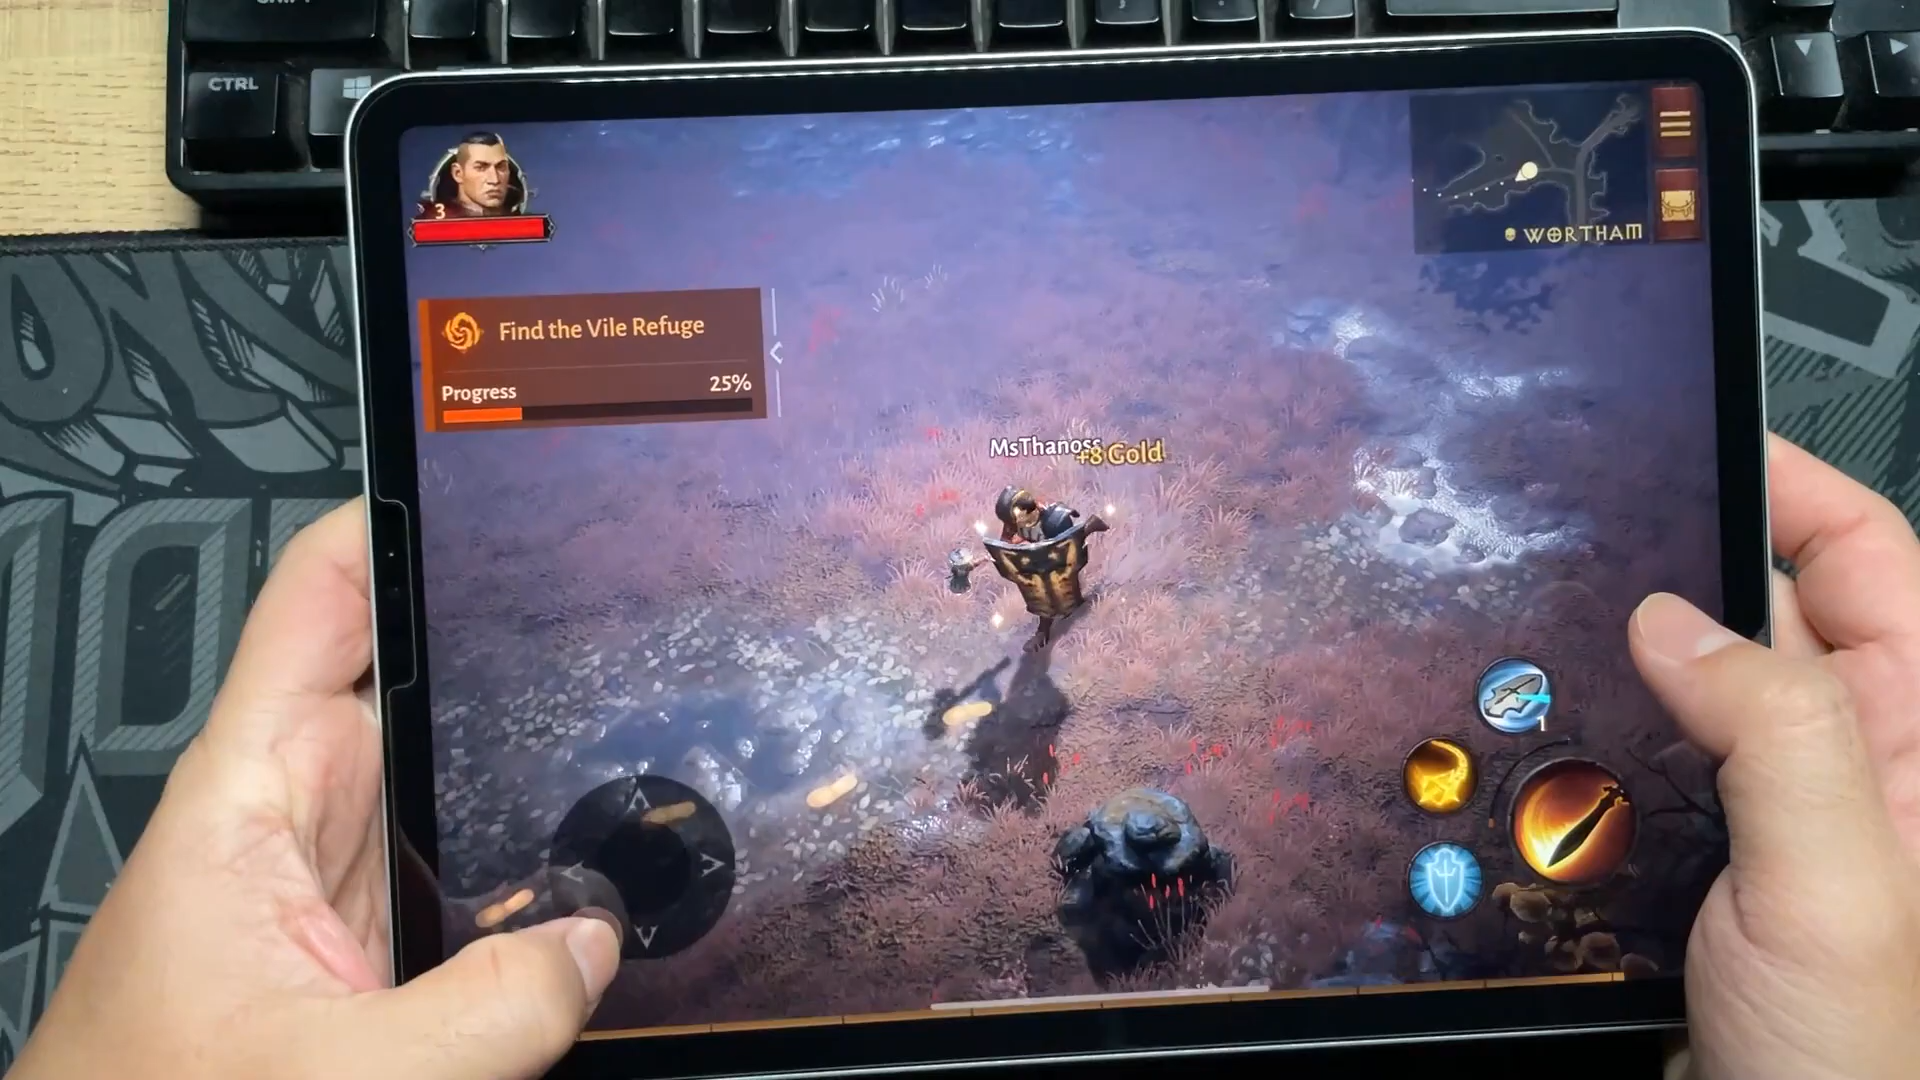 CTRL
3
WORTHAM
Find the Vile Refuge
Progress 25%
MsThanoss
+8 Gold
1